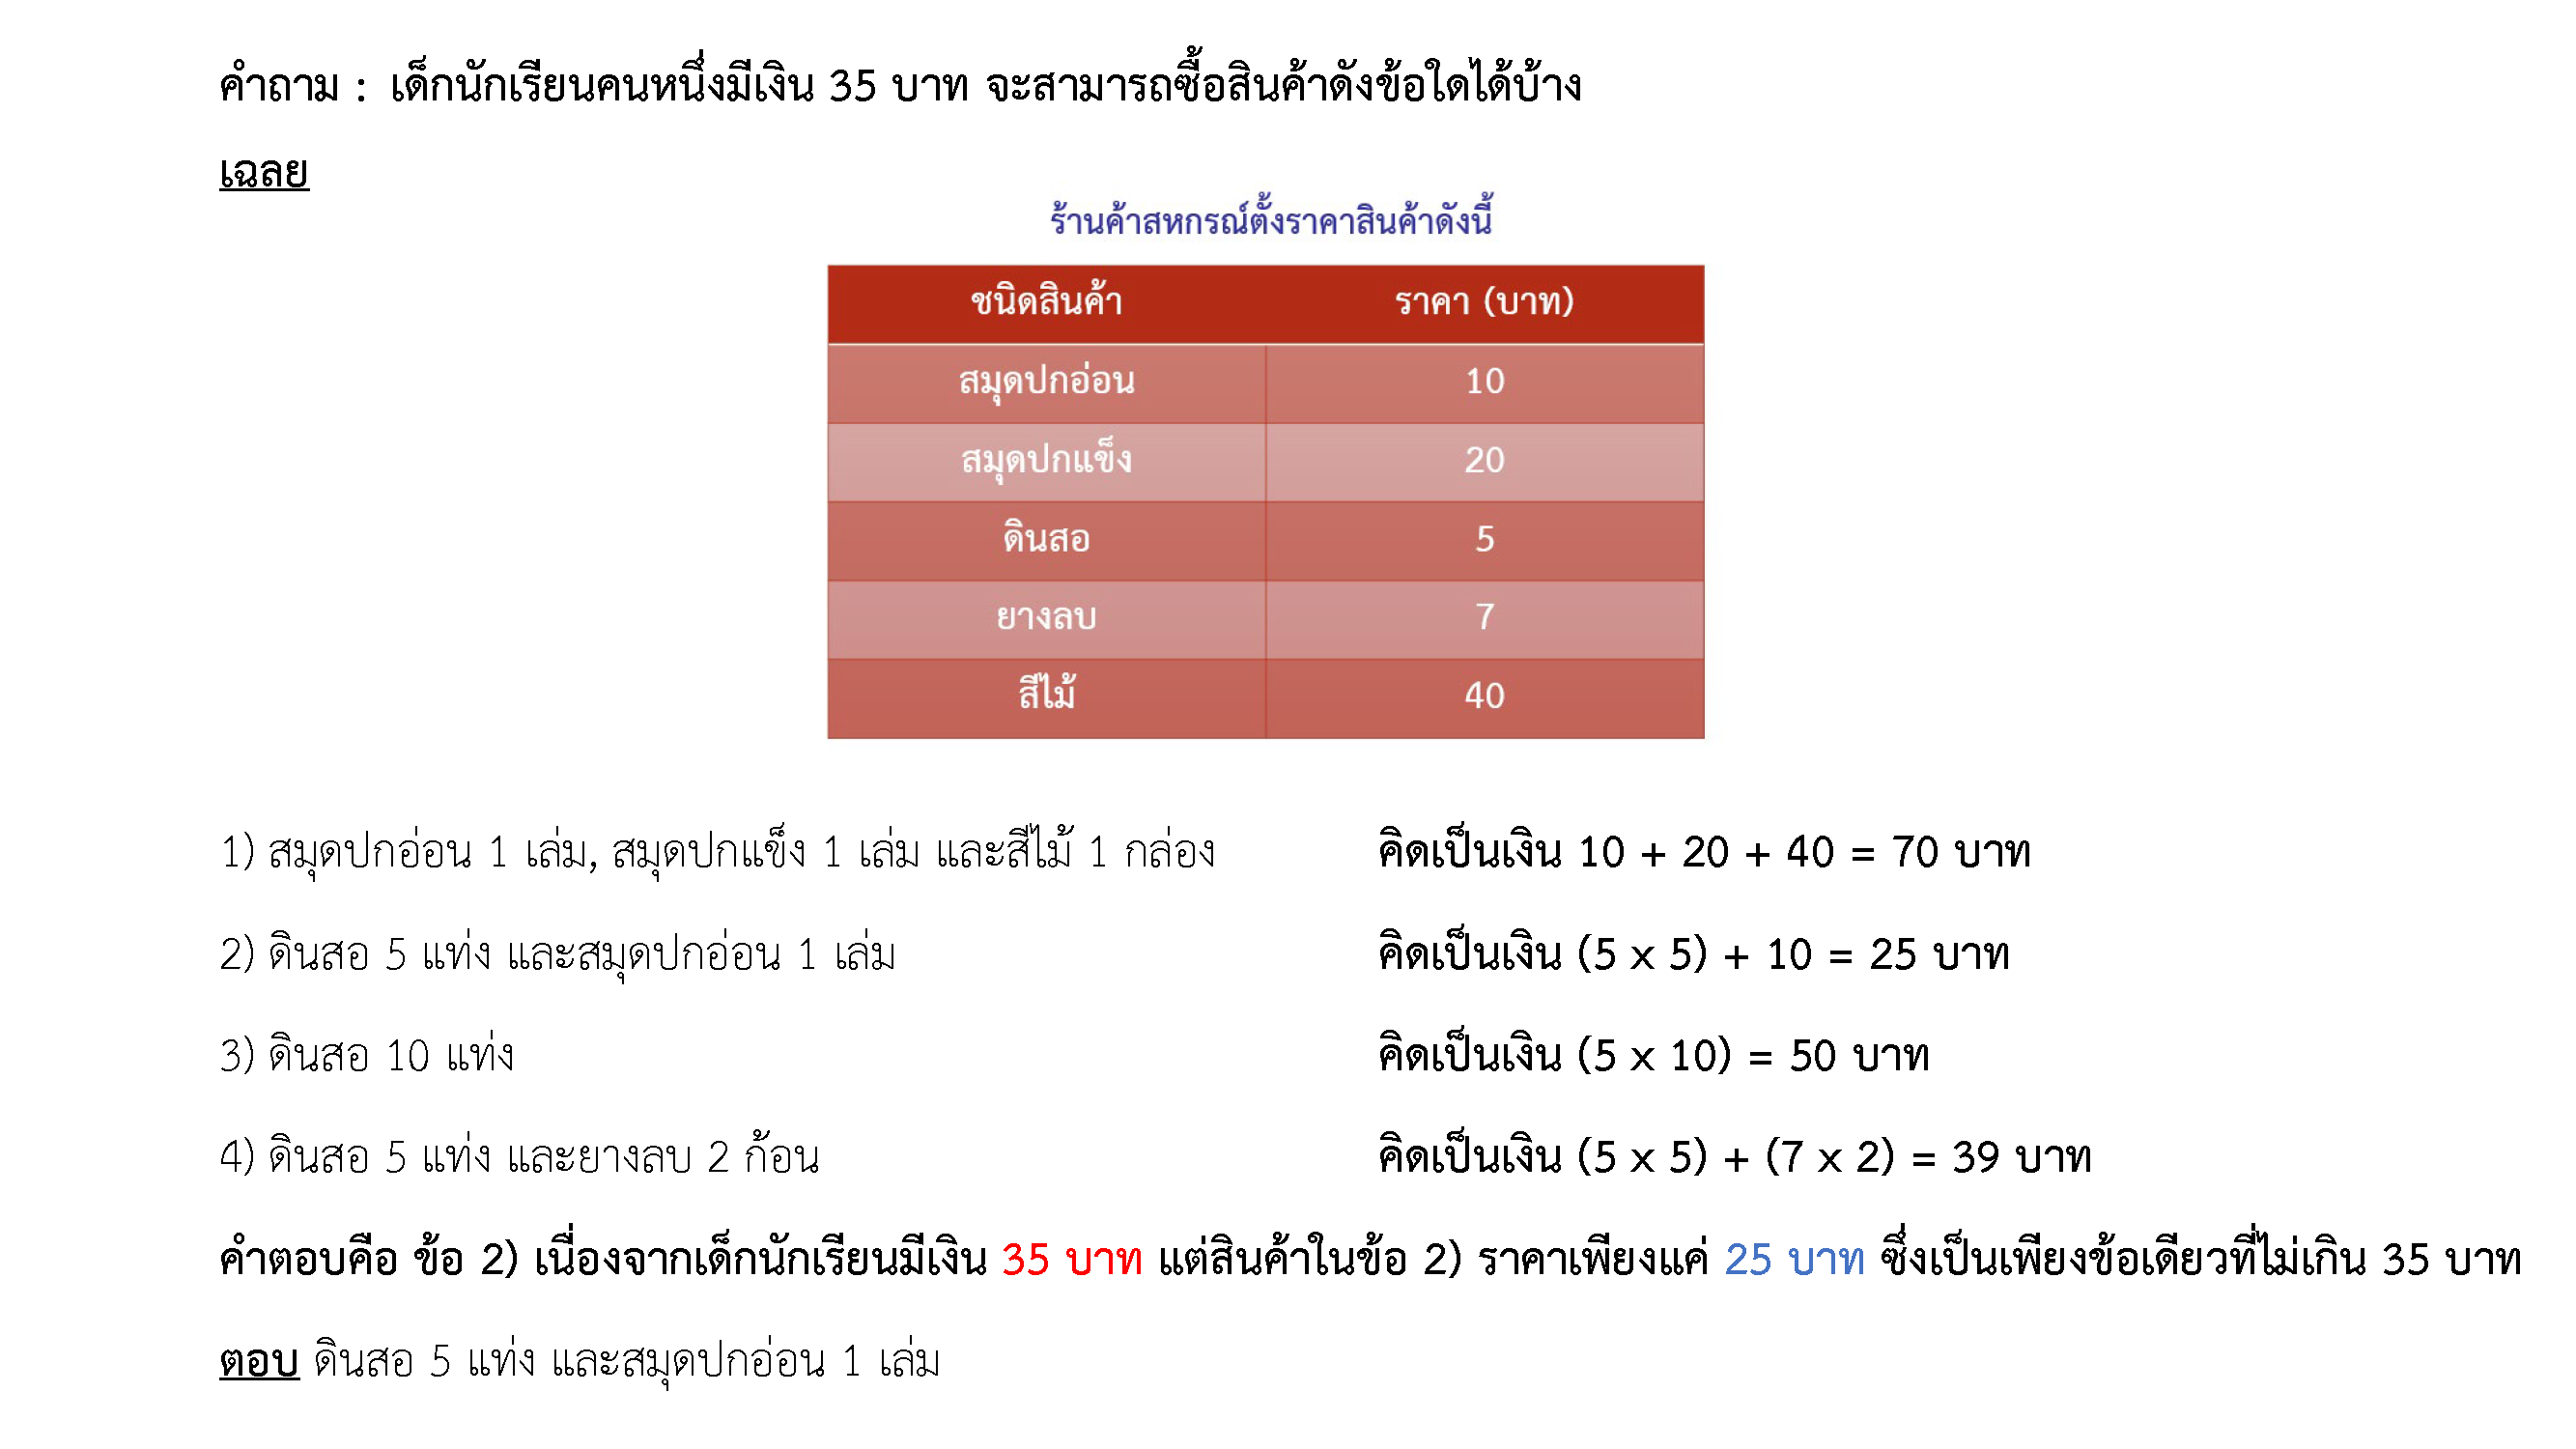 คำถาม : เด็กนักเรียนคนหนึ่งมีเงิน 35 บาท จะสามารถซื้อสินค้าดังข้อใดได้บ้าง
เฉลย
ร้านค้าสหกรณ์ตั้งราคาสินค้าดังนี้
ชนิดสินค้า ราคา (บาท)
สมุดปกอ่อน 10
สมุดปกแข็ง 20
ดินสอ 5
ยางลบ 7
สีไม้ 40
1) สมุดปกอ่อน 1 เล่ม, สมุดปกแข็ง 1 เล่ม และสีไม้ 1 กล่อง คิดเป็นเงิน 10 + 20 + 40 = 70 บาท
2) ดินสอ 5 แท่ง และสมุดปกอ่อน 1 เล่ม คิดเป็นเงิน (5 x 5) + 10 = 25 บาท
3) ดินสอ 10 แท่ง คิดเป็นเงิน (5 x 10) = 50 บาท
4) ดินสอ 5 แท่ง และยางลบ 2 ก้อน คิดเป็นเงิน (5 x 5) + (7 x 2) = 39 บาท
คำตอบคือ ข้อ 2) เนื่องจากเด็กนักเรียนมีเงิน 35 บาท แต่สินค้าในข้อ 2) ราคาเพียงแค่ 25 บาท ซึ่งเป็นเพียงข้อเดียวที่ไม่เกิน 35 บาท
ตอบ ดินสอ 5 แท่ง และสมุดปกอ่อน 1 เล่ม